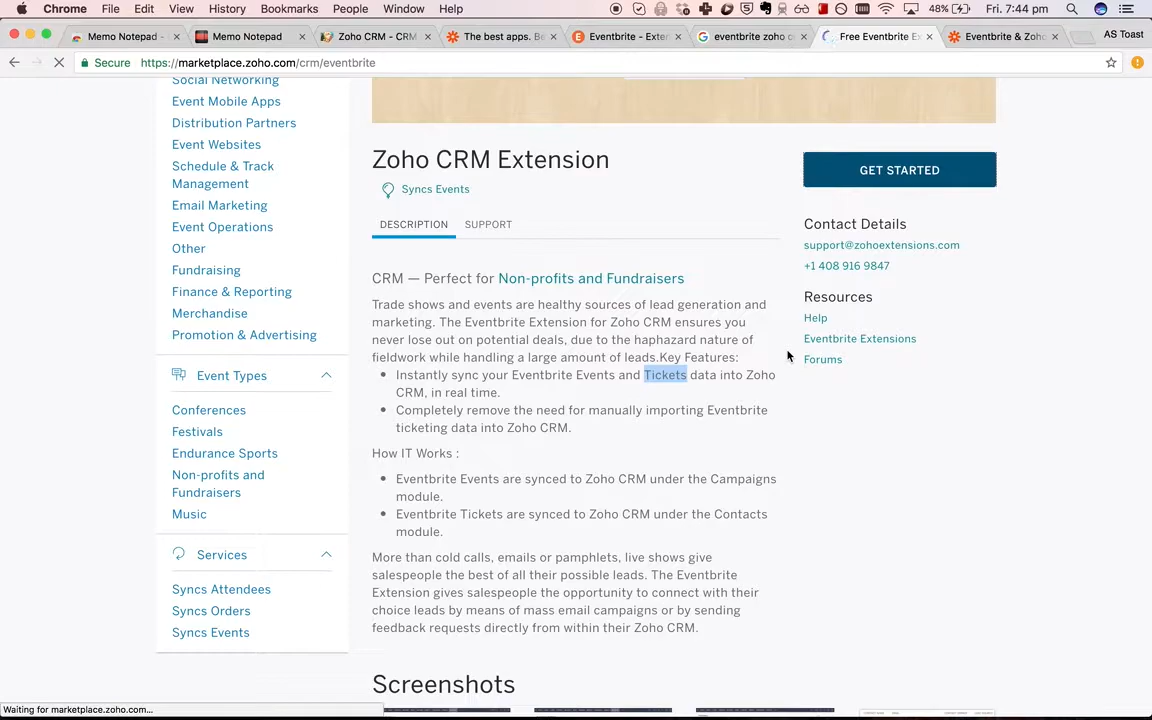 Chrome File Edit View History Bookmarks People Window Help 48% Fri. 7:44 pm
Memo Notepad - Memo Notepad Zoho CRM - CRM The best apps. Be Eventbrite - Exten eventbrite zoho c Free Eventbrite E Eventbrite & Zoho AS Toast
Secure https://marketplace.zoho.com/crm/eventbrite
Social Networking
Event Mobile Apps
Distribution Partners
Event Websites
Schedule & Track
Management
Email Marketing
Event Operations
Other
Fundraising
Finance & Reporting
Merchandise
Promotion & Advertising
Event Types
Conferences
Festivals
Endurance Sports
Non-profits and
Fundraisers
Music
Services
Syncs Attendees
Syncs Orders
Syncs Events
Zoho CRM Extension
Syncs Events
DESCRIPTION SUPPORT
CRM — Perfect for Non-profits and Fundraisers
Trade shows and events are healthy sources of lead generation and
marketing. The Eventbrite Extension for Zoho CRM ensures you
never lose out on potential deals, due to the haphazard nature of
fieldwork while handling a large amount of leads.Key Features:
Instantly sync your Eventbrite Events and Tickets data into Zoho
CRM, in real time.
Completely remove the need for manually importing Eventbrite
ticketing data into Zoho CRM.
How IT Works :
Eventbrite Events are synced to Zoho CRM under the Campaigns
module.
Eventbrite Tickets are synced to Zoho CRM under the Contacts
module.
More than cold calls, emails or pamphlets, live shows give
salespeople the best of all their possible leads. The Eventbrite
Extension gives salespeople the opportunity to connect with their
choice leads by means of mass email campaigns or by sending
feedback requests directly from within their Zoho CRM.
Screenshots
GET STARTED
Contact Details
support@zohoextensions.com
+1 408 916 9847
Resources
Help
Eventbrite Extensions
Forums
Waiting for marketplace.zoho.com...